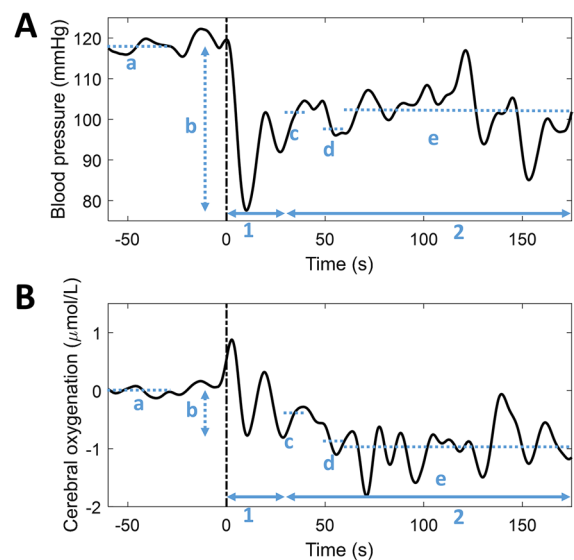 A
Blood pressure (mmHg)
120
110
100
90
80
a
b
c
d
e
1
2
-50
0
50
100
150
Time (s)
B
Cerebral oxygenation (μmol/L)
1
0
-1
-2
a
b
c
d
e
1
2
-50
0
50
100
150
Time (s)